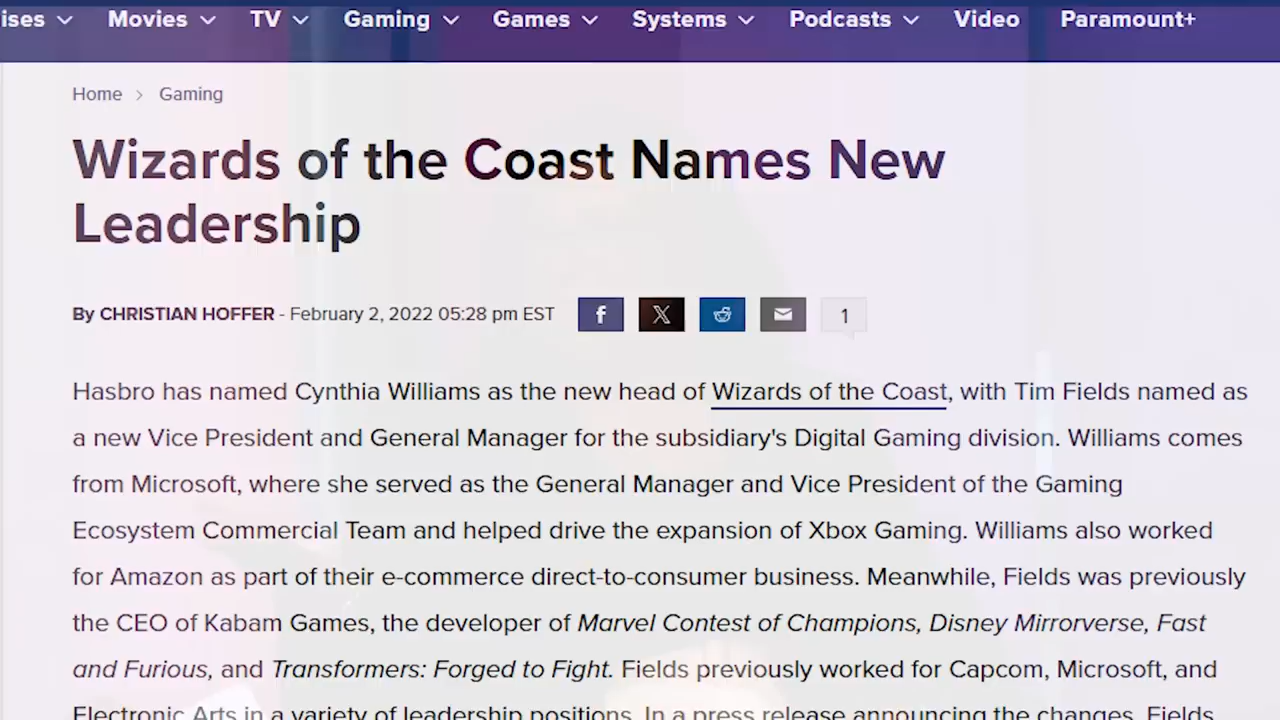 ises Movies TV Gaming Games Systems Podcasts Video Paramount+
Home > Gaming
Wizards of the Coast Names New
Leadership
By CHRISTIAN HOFFER - February 2, 2022 05:28 pm EST f X 1
Hasbro has named Cynthia Williams as the new head of Wizards of the Coast, with Tim Fields named as
a new Vice President and General Manager for the subsidiary's Digital Gaming division. Williams comes
from Microsoft, where she served as the General Manager and Vice President of the Gaming
Ecosystem Commercial Team and helped drive the expansion of Xbox Gaming. Williams also worked
for Amazon as part of their e-commerce direct-to-consumer business. Meanwhile, Fields was previously
the CEO of Kabam Games, the developer of Marvel Contest of Champions, Disney Mirrorverse, Fast
and Furious, and Transformers: Forged to Fight. Fields previously worked for Capcom, Microsoft, and
Electronic Arts in a variety of leadership positions. In a press release announcing the changes, Fields